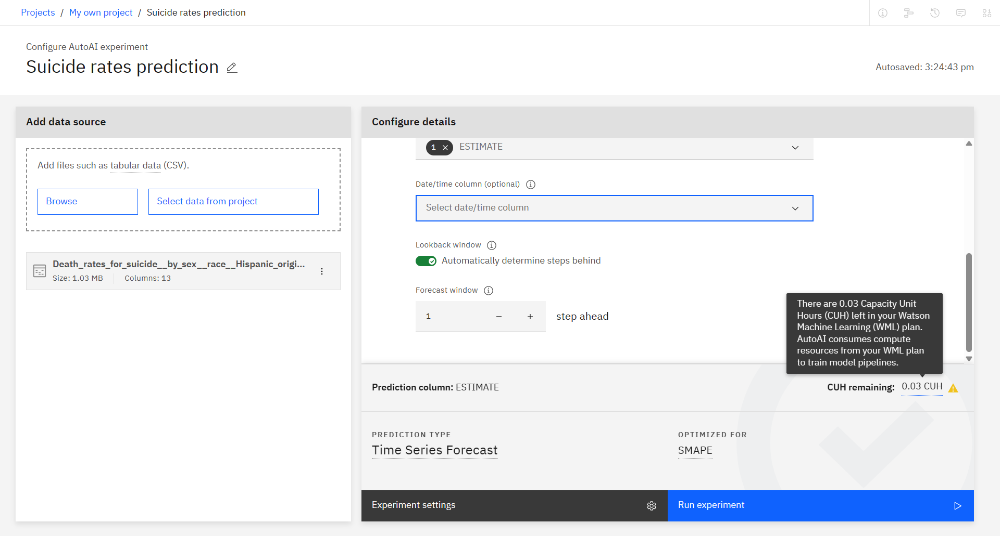 Projects / My own project / Suicide rates prediction
Configure AutoAI experiment
Suicide rates prediction
Autosaved: 3:24:43 pm
Add data source
Add files such as tabular data (CSV).
Browse
Select data from project
Death_rates_for_suicide__by_sex__race__Hispanic_origi...
Size: 1.03 MB
Columns: 13
Configure details
1
ESTIMATE
Date/time column (optional)
Select date/time column
Lookback window
Automatically determine steps behind
Forecast window
1
step ahead
There are 0.03 Capacity Unit
Hours (CUH) left in your Watson
Machine Learning (WML) plan.
AutoAI consumes compute
resources from your WML plan
to train model pipelines.
Prediction column: ESTIMATE
CUH remaining: 0.03 CUH
PREDICTION TYPE
Time Series Forecast
OPTIMIZED FOR
SMAPE
Experiment settings
Run experiment